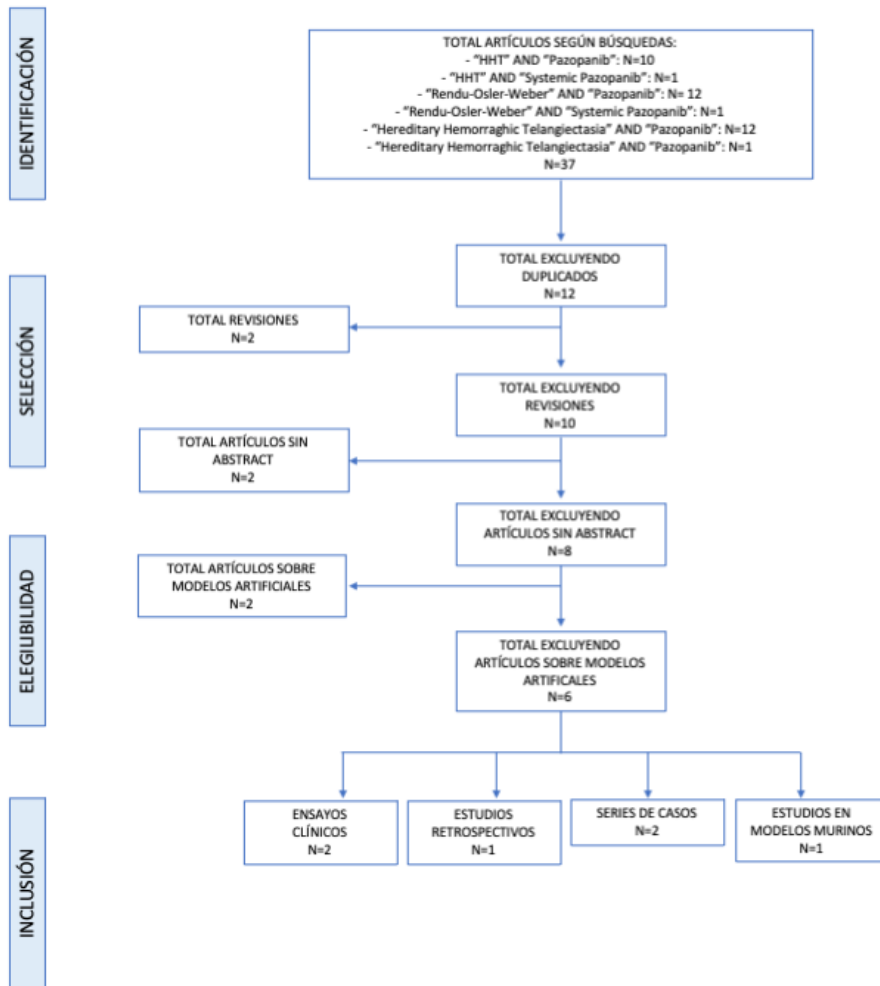 IDENTIFICACIÓN
TOTAL ARTÍCULOS SEGÚN BÚSQUEDAS:
- “HHT” AND “Pazopanib”: N=10
- “HHT” AND “Systemic Pazopanib”: N=1
- “Rendu-Osler-Weber” AND “Pazopanib”: N= 12
- “Rendu-Osler-Weber” AND “Systemic Pazopanib”: N=1
- “Hereditary Hemorraghic Telangiectasia” AND “Pazopanib”: N=12
- “Hereditary Hemorraghic Telangiectasia” AND “Pazopanib”: N=1
N=37
SELECCIÓN
TOTAL EXCLUYENDO
DUPLICADOS
N=12
TOTAL REVISIONES
N=2
TOTAL EXCLUYENDO
REVISIONES
N=10
TOTAL ARTÍCULOS SIN
ABSTRACT
N=2
TOTAL EXCLUYENDO
ARTÍCULOS SIN ABSTRACT
N=8
ELEGILIBILIDAD
TOTAL ARTÍCULOS SOBRE
MODELOS ARTIFICIALES
N=2
TOTAL EXCLUYENDO
ARTÍCULOS SOBRE MODELOS
ARTIFICALES
N=6
INCLUSIÓN
ENSAYOS
CLÍNICOS
N=2
ESTUDIOS
RETROSPECTIVOS
N=1
SERIES DE CASOS
N=2
ESTUDIOS EN
MODELOS MURINOS
N=1